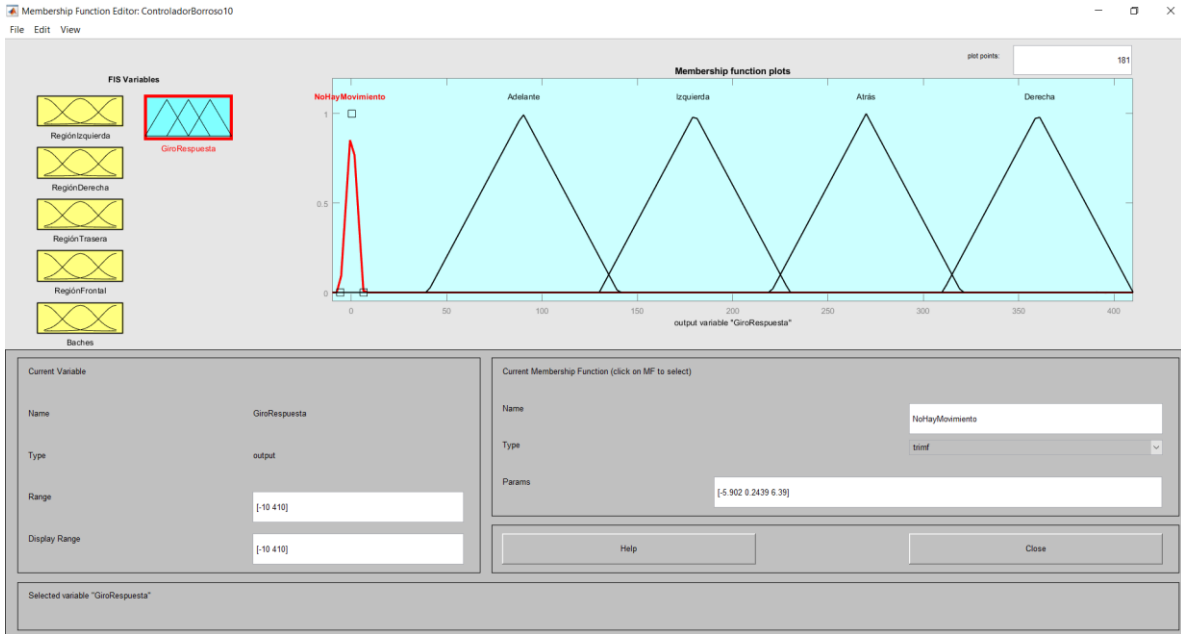 Membership Function Editor: ControladorBorroso10
File Edit View
FIS Variables
RegiónIzquierda
RegiónDerecha
RegiónTrasera
RegiónFrontal
Baches
GiroRespuesta
plot points:
181
Membership function plots
NoHayMovimiento Adelante Izquierda Atrás Derecha
1
0.5
0
0 50 100 150 200 250 300 350 400
output variable "GiroRespuesta"
Current Variable
Name GiroRespuesta
Type output
Range [-10 410]
Display Range [-10 410]
Current Membership Function (click on MF to select)
Name NoHayMovimiento
Type trimf
Params [-5.902 0.2439 6.39]
Help Close
Selected variable "GiroRespuesta"